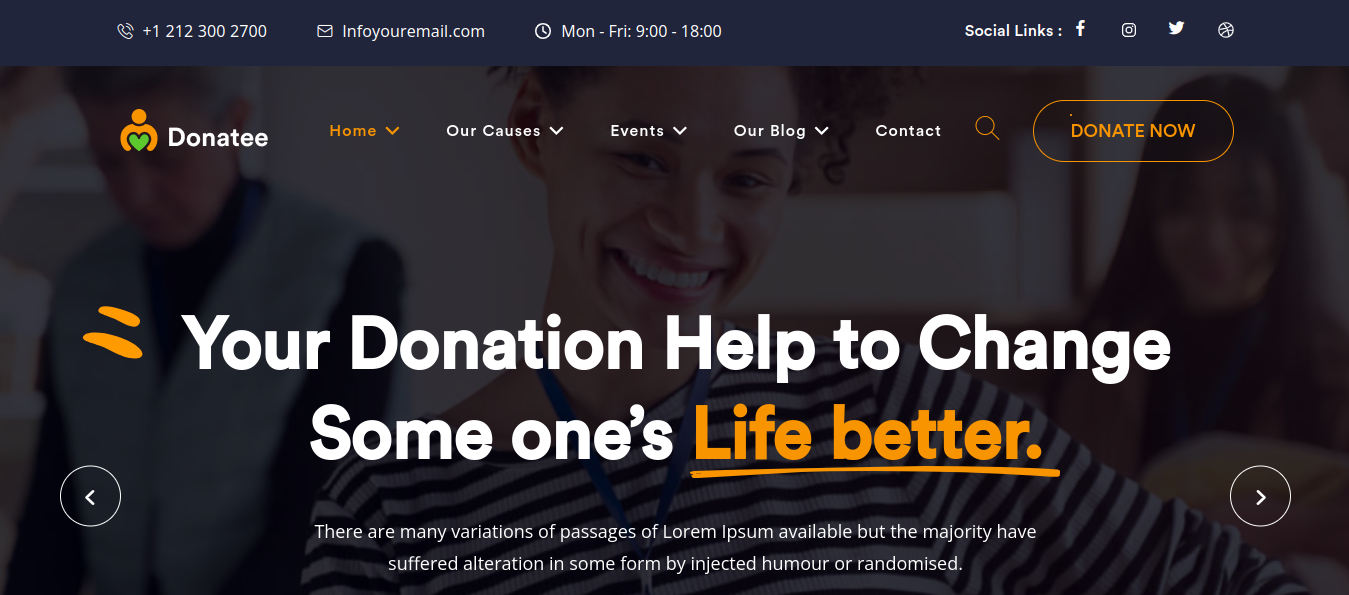 +1 212 300 2700 Infoyouremail.com Mon - Fri: 9:00 - 18:00 Social Links :
Donatee Home Our Causes Events Our Blog Contact DONATE NOW
Your Donation Help to Change
Some one’s Life better.
There are many variations of passages of Lorem Ipsum available but the majority have
suffered alteration in some form by injected humour or randomised.